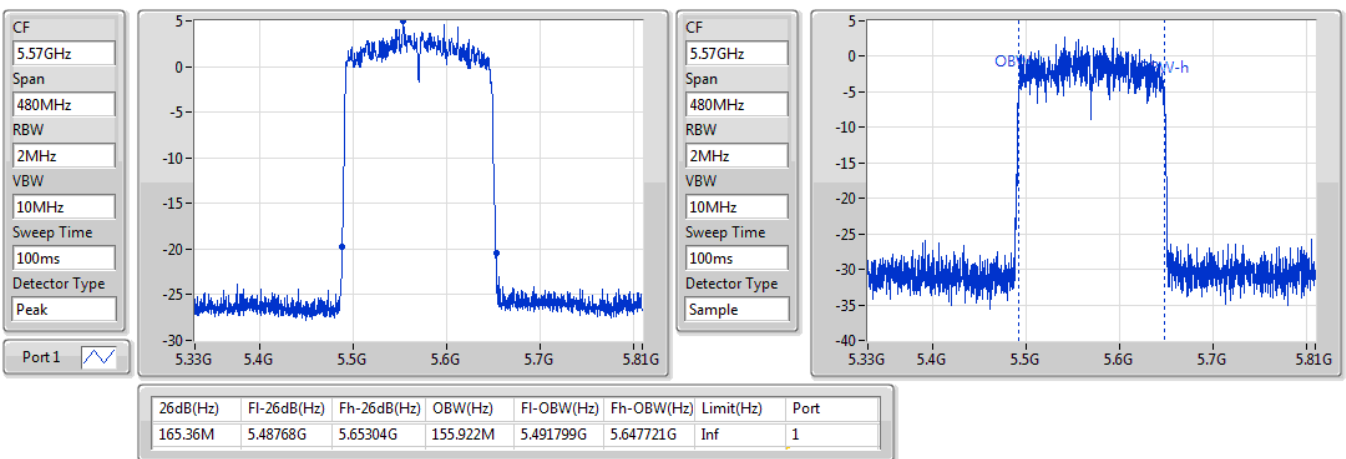 CF
5.57GHz
Span
480MHz
RBW
2MHz
VBW
10MHz
Sweep Time
100ms
Detector Type
Peak
Port 1
5
0
-5
-10
-15
-20
-25
-30
5.33G 5.4G 5.5G 5.6G 5.7G 5.81G
CF
5.57GHz
Span
480MHz
RBW
2MHz
VBW
10MHz
Sweep Time
100ms
Detector Type
Sample
5
0
-5
-10
-15
-20
-25
-30
-35
-40
5.33G 5.4G 5.5G 5.6G 5.7G 5.81G
26dB(Hz) Fl-26dB(Hz) Fh-26dB(Hz) OBW(Hz) Fl-OBW(Hz) Fh-OBW(Hz) Limit(Hz) Port
165.36M 5.48768G 5.65304G 155.922M 5.491799G 5.647721G Inf 1